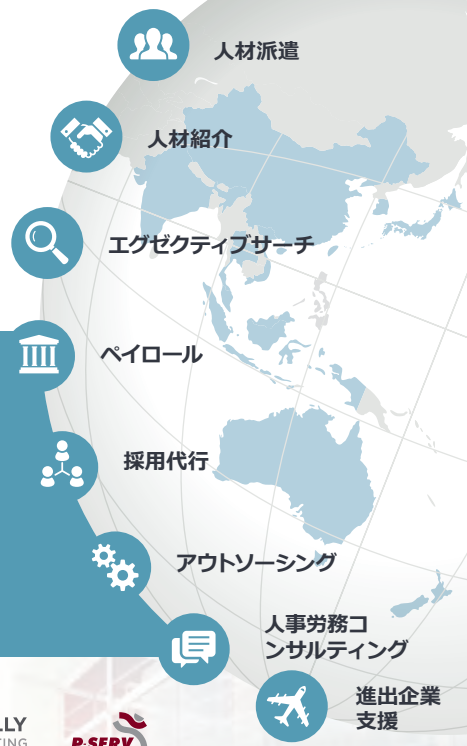 人材派遣
人材紹介
エグゼクティブサーチ
ペイロール
採用代行
アウトソーシング
人事労務コ
ンサルティング
進出企業
支援
LLY
TING
P-SERV